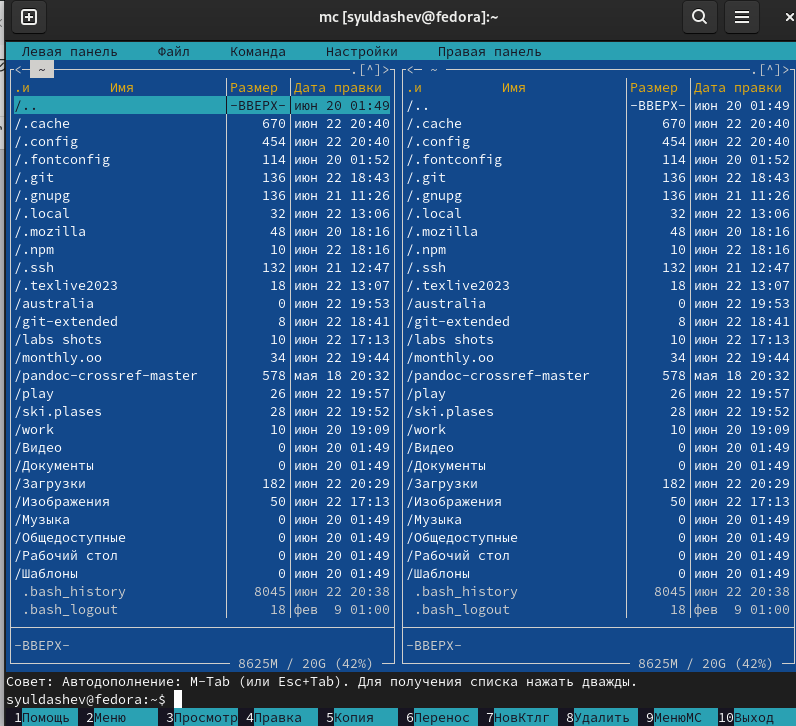 mc [syuldashev@fedora]:~
Левая панель Файл Команда Настройки Правая панель
<— ~ .[^]> <— ~ .[^]>
.и Имя Размер Дата правки .и Имя Размер Дата правки
/.. -ВВЕРХ- июн 20 01:49 /.. -ВВЕРХ- июн 20 01:49
/.cache 670 июн 22 20:40 /.cache 670 июн 22 20:40
/.config 454 июн 22 20:40 /.config 454 июн 22 20:40
/.fontconfig 114 июн 20 01:52 /.fontconfig 114 июн 20 01:52
/.git 136 июн 22 18:43 /.git 136 июн 22 18:43
/.gnupg 136 июн 21 11:26 /.gnupg 136 июн 21 11:26
/.local 32 июн 22 13:06 /.local 32 июн 22 13:06
/.mozilla 48 июн 20 18:16 /.mozilla 48 июн 20 18:16
/.npm 10 июн 22 18:16 /.npm 10 июн 22 18:16
/.ssh 132 июн 21 12:47 /.ssh 132 июн 21 12:47
/.texlive2023 18 июн 22 13:07 /.texlive2023 18 июн 22 13:07
/australia 0 июн 22 19:53 /australia 0 июн 22 19:53
/git-extended 8 июн 22 18:41 /git-extended 8 июн 22 18:41
/labs shots 10 июн 22 17:13 /labs shots 10 июн 22 17:13
/monthly.oo 34 июн 22 19:44 /monthly.oo 34 июн 22 19:44
/pandoc-crossref-master 578 мая 18 20:32 /pandoc-crossref-master 578 мая 18 20:32
/play 26 июн 22 19:57 /play 26 июн 22 19:57
/ski.plases 28 июн 22 19:52 /ski.plases 28 июн 22 19:52
/work 10 июн 20 19:09 /work 10 июн 20 19:09
/Видео 0 июн 20 01:49 /Видео 0 июн 20 01:49
/Документы 0 июн 20 01:49 /Документы 0 июн 20 01:49
/Загрузки 182 июн 22 20:29 /Загрузки 182 июн 22 20:29
/Изображения 50 июн 22 17:13 /Изображения 50 июн 22 17:13
/Музыка 0 июн 20 01:49 /Музыка 0 июн 20 01:49
/Общедоступные 0 июн 20 01:49 /Общедоступные 0 июн 20 01:49
/Рабочий стол 0 июн 20 01:49 /Рабочий стол 0 июн 20 01:49
/Шаблоны 0 июн 20 01:49 /Шаблоны 0 июн 20 01:49
.bash_history 8045 июн 22 20:38 .bash_history 8045 июн 22 20:38
.bash_logout 18 фев 9 01:00 .bash_logout 18 фев 9 01:00
-ВВЕРХ- -ВВЕРХ-
8625M / 20G (42%) 8625M / 20G (42%)
Совет: Автодополнение: M-Tab (или Esc+Tab). Для получения списка нажать дважды.
syuldashev@fedora:~$
1Помощь 2Меню 3Просмотр 4Правка 5Копия 6Перенос 7НовКтлг 8Удалить 9МенюMC 10Выход